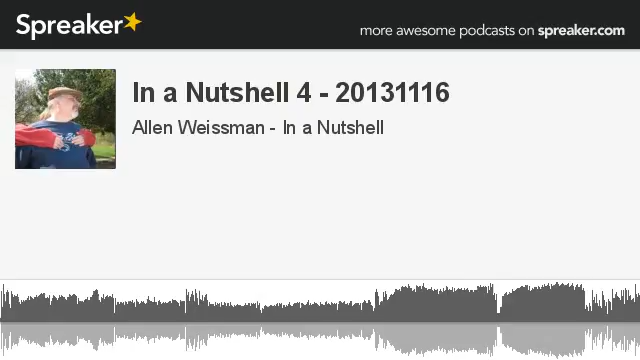 Spreaker
more awesome podcasts on spreaker.com
In a Nutshell 4 - 20131116
Allen Weissman - In a Nutshell